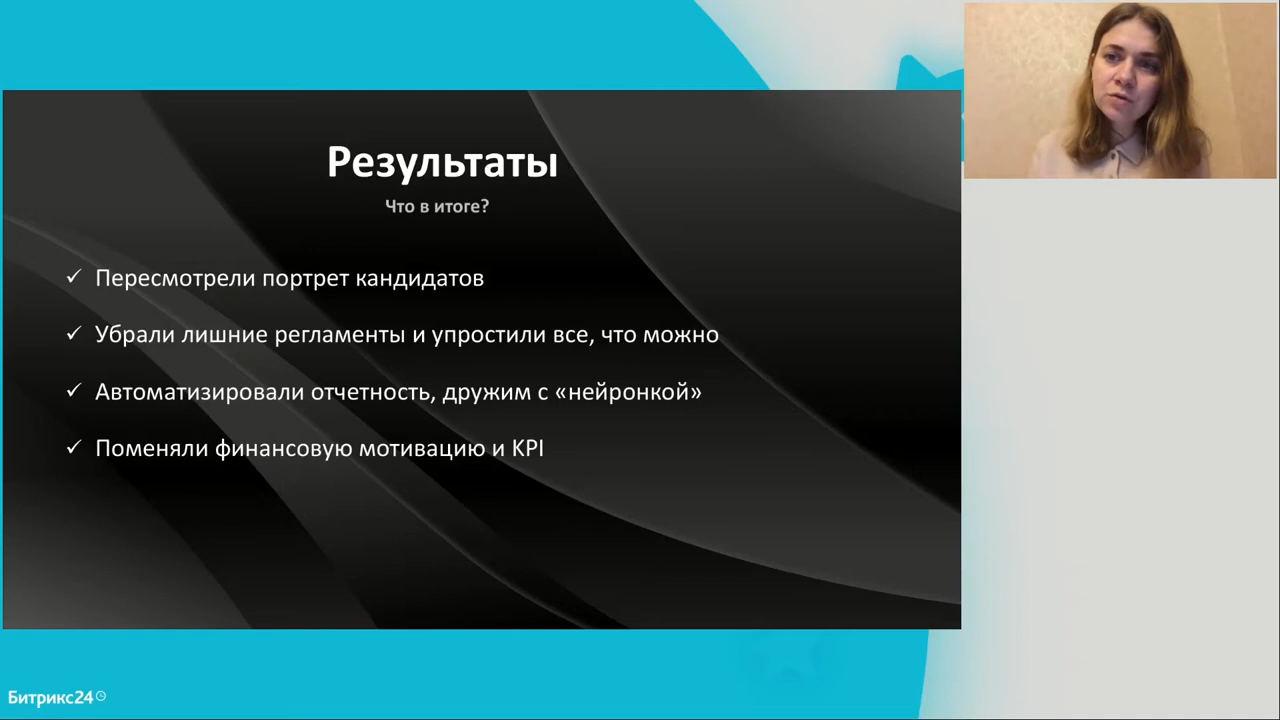 Результаты
Что в итоге?
✓ Пересмотрели портрет кандидатов
✓ Убрали лишние регламенты и упростили все, что можно
✓ Автоматизировали отчетность, дружим с «нейронкой»
✓ Поменяли финансовую мотивацию и KPI
Битрикс24